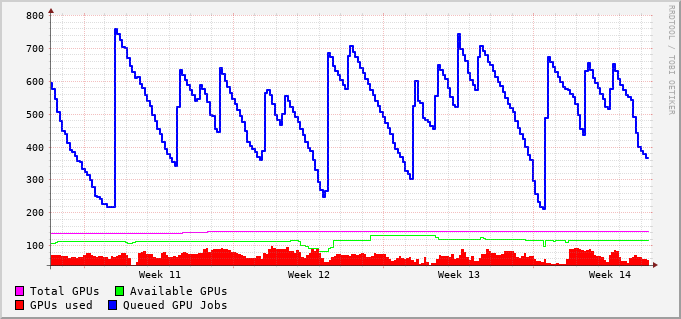 800
700
600
500
400
300
200
100
Week 11 Week 12 Week 13 Week 14
Total GPUs Available GPUs
GPUs used Queued GPU Jobs
RRDTOOL / TOBI OETIKER